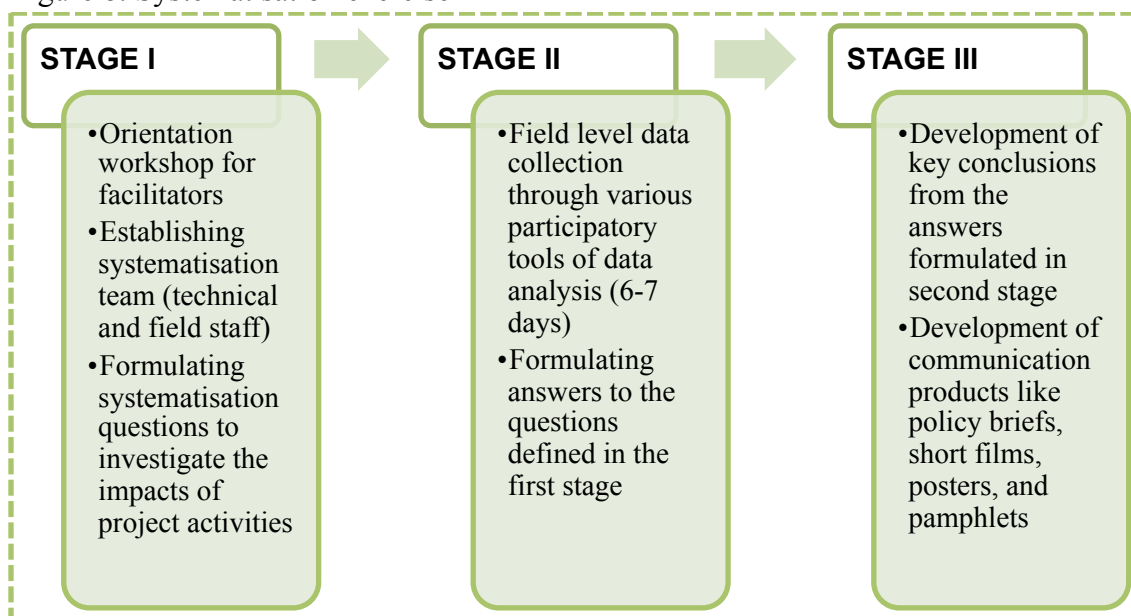 STAGE I
•Orientation
workshop for
facilitators
•Establishing
systematisation
team (technical
and field staff)
•Formulating
systematisation
questions to
investigate the
impacts of
project activities
STAGE II
•Field level data
collection
through various
participatory
tools of data
analysis (6-7
days)
•Formulating
answers to the
questions
defined in the
first stage
STAGE III
•Development of
key conclusions
from the
answers
formulated in
second stage
•Development of
communication
products like
policy briefs,
short films,
posters, and
pamphlets